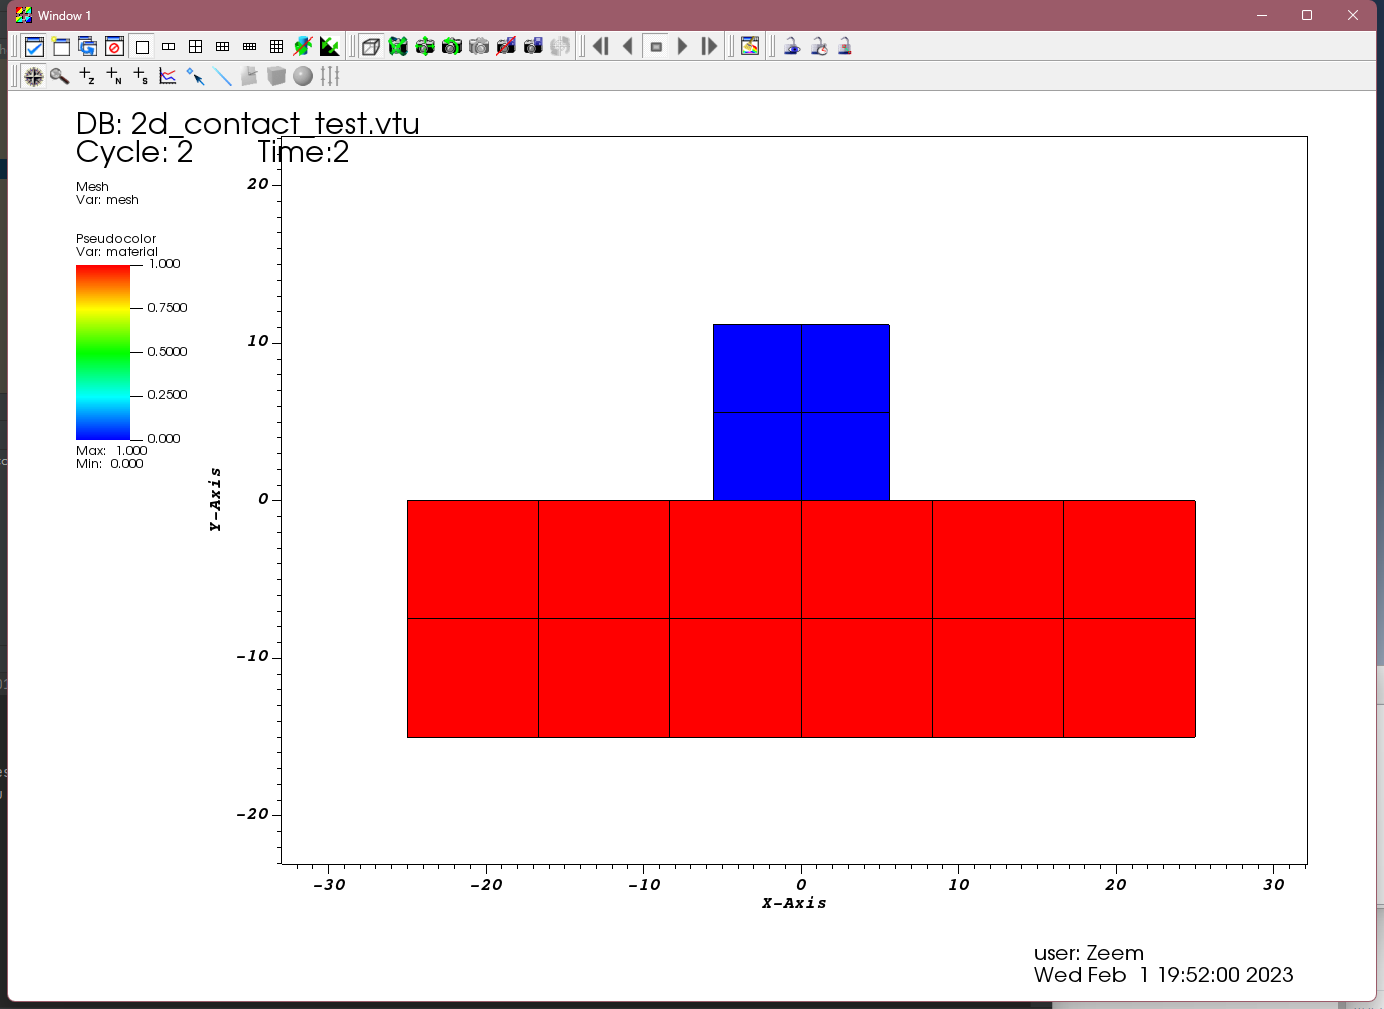 Window 1
DB: 2d_contact_test.vtu
Cycle: 2 Time:2
Mesh
Var: mesh
Pseudocolor
Var: material
1.000
0.7500
0.5000
0.2500
0.000
Max: 1.000
Min: 0.000
Y-Axis
20
10
0
-10
-20
-30 -20 -10 0 10 20 30
X-Axis
user: Zeem
Wed Feb 1 19:52:00 2023